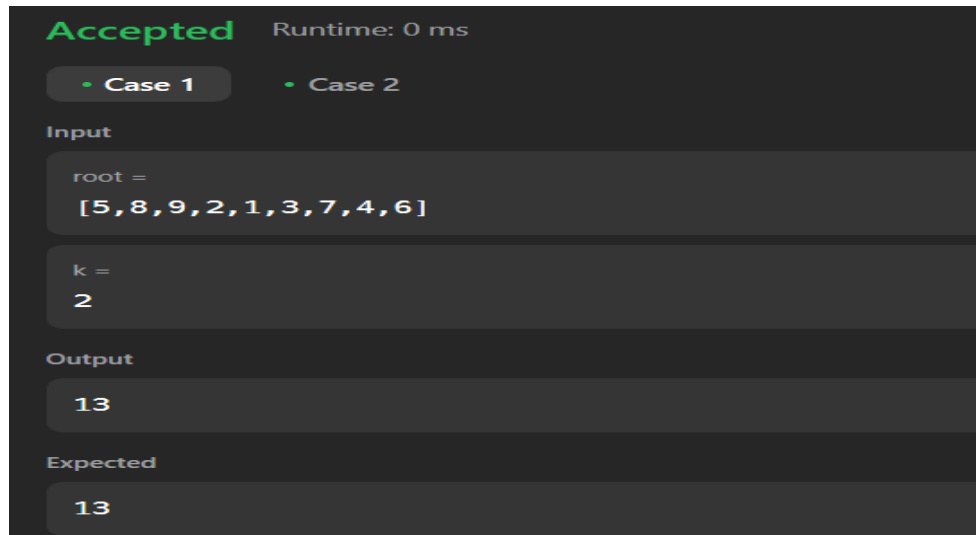 Accepted Runtime: 0 ms
• Case 1 • Case 2
Input
root =
[5,8,9,2,1,3,7,4,6]
k =
2
Output
13
Expected
13